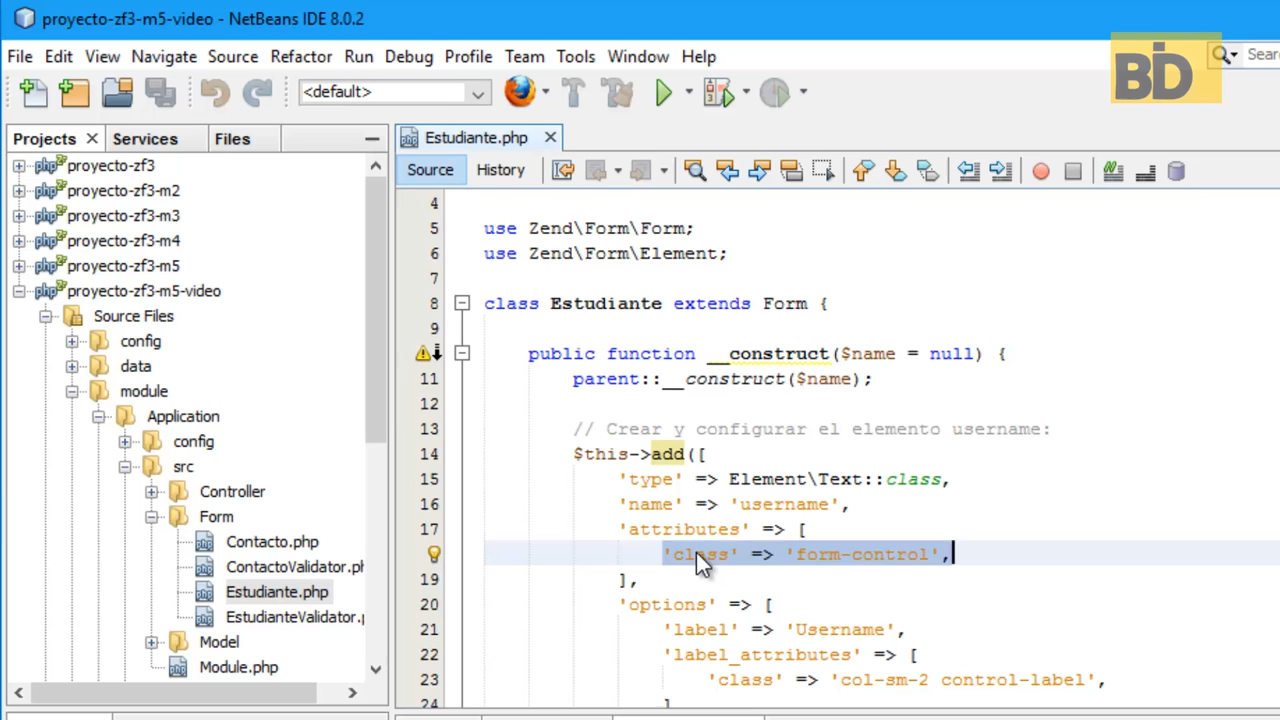 proyecto-zf3-m5-video - NetBeans IDE 8.0.2
File Edit View Navigate Source Refactor Run Debug Profile Team Tools Window Help
BD
Sear
<default>
Projects
Services
Files
Estudiante.php
Source
History
proyecto-zf3
proyecto-zf3-m2
proyecto-zf3-m3
proyecto-zf3-m4
proyecto-zf3-m5
proyecto-zf3-m5-video
Source Files
config
data
module
Application
config
src
Controller
Form
Contacto.php
ContactoValidator.ph
Estudiante.php
EstudianteValidator.p
Model
Module.php
4
5 use Zend\Form\Form;
6 use Zend\Form\Element;
7
8 class Estudiante extends Form {
9
public function __construct($name = null) {
11 parent::__construct($name);
12
13 // Crear y configurar el elemento username:
14 $this->add([
15 'type' => Element\Text::class,
16 'name' => 'username',
17 'attributes' => [
'class' => 'form-control',
19 ],
20 'options' => [
21 'label' => 'Username',
22 'label_attributes' => [
23 'class' => 'col-sm-2 control-label',
24 ]